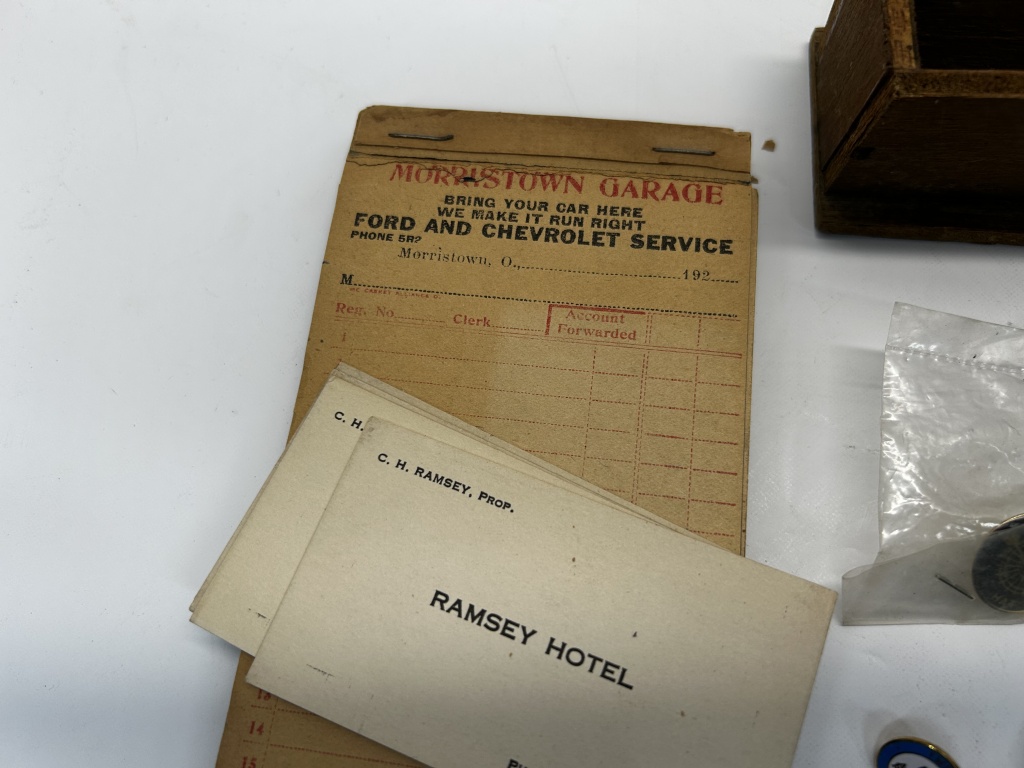 MORRISTOWN GARAGE
BRING YOUR CAR HERE
WE MAKE IT RUN RIGHT
FORD AND CHEVROLET SERVICE
PHONE 5R2
Morristown, O., 192
M
Reg. No. Clerk Account Forwarded
1
C. H.
C. H. RAMSEY, PROP.
RAMSEY HOTEL
13
14
15